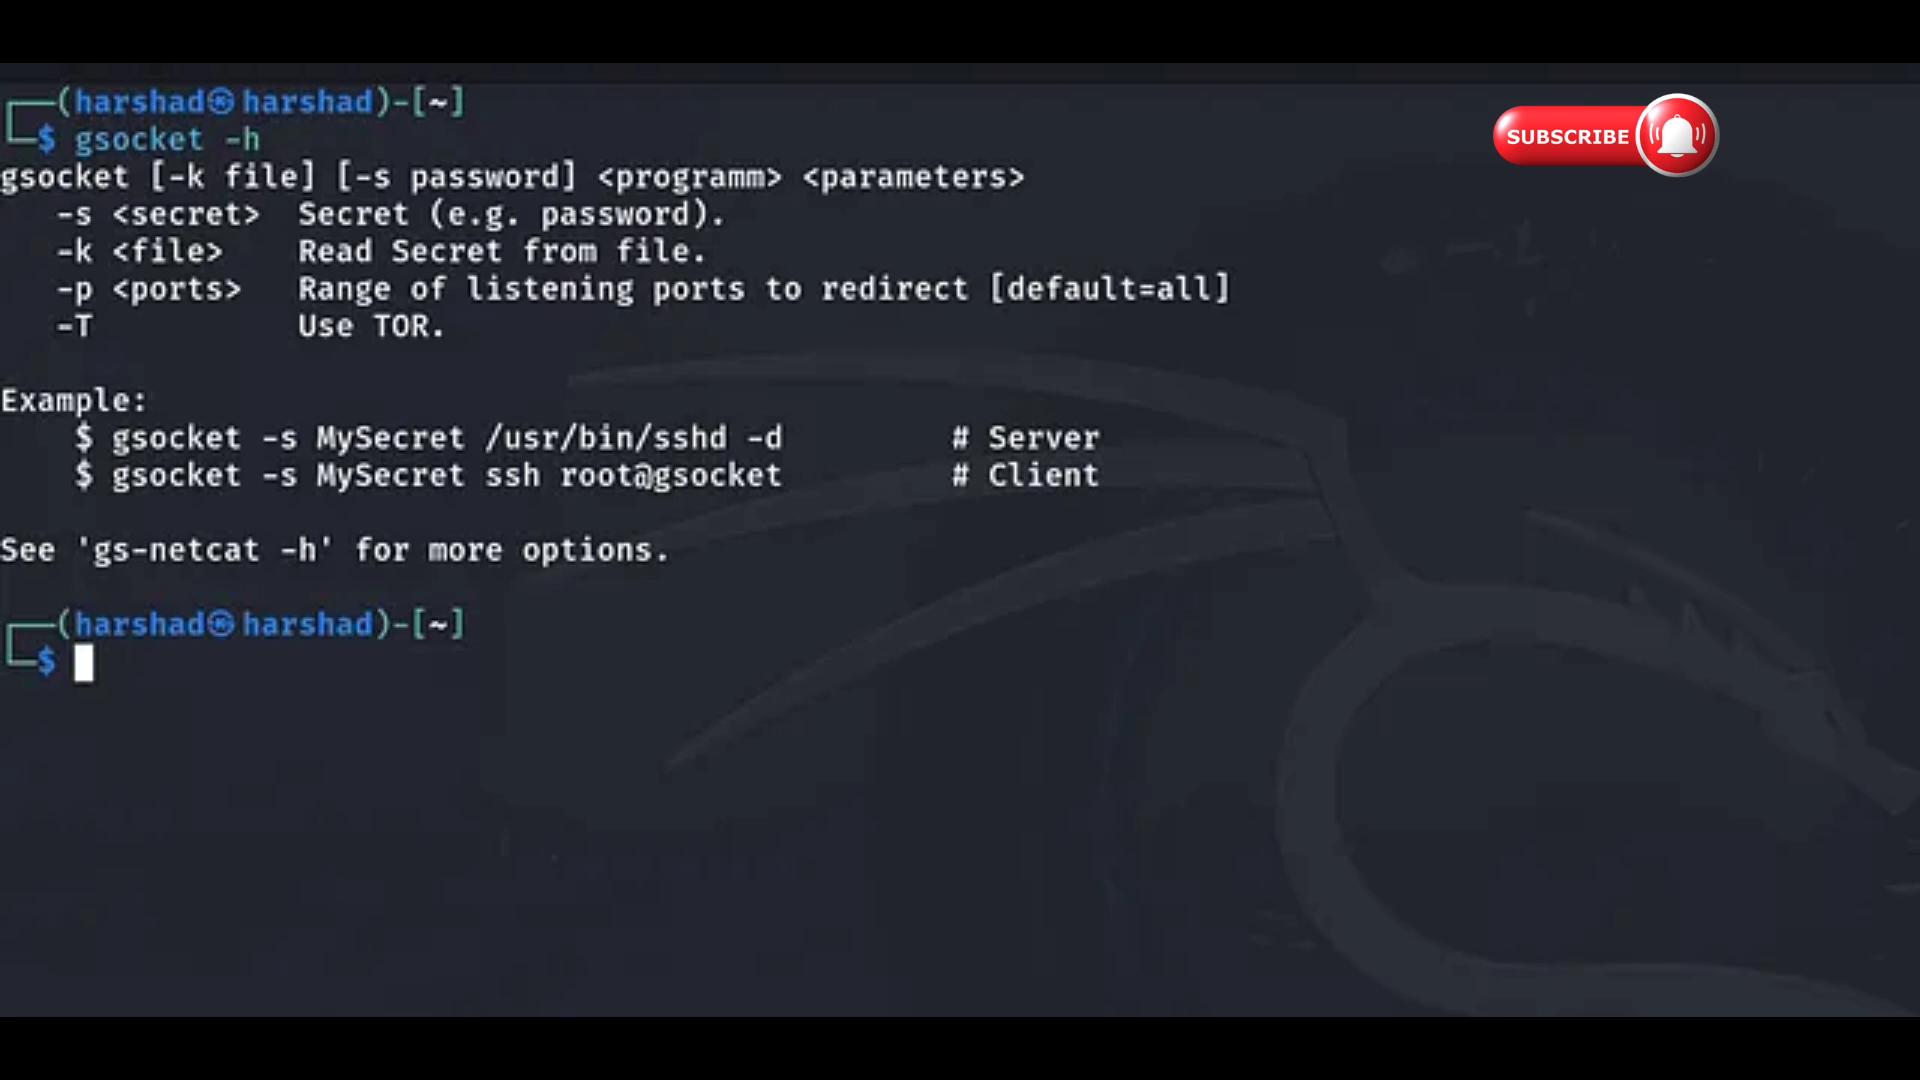 ┌──(harshad㉿harshad)-[~]
└─$ gsocket -h
gsocket [-k file] [-s password] <programm> <parameters>
   -s <secret>  Secret (e.g. password).
   -k <file>    Read Secret from file.
   -p <ports>   Range of listening ports to redirect [default=all]
   -T           Use TOR.
Example:
    $ gsocket -s MySecret /usr/bin/sshd -d         # Server
    $ gsocket -s MySecret ssh root@gsocket         # Client
See 'gs-netcat -h' for more options.
┌──(harshad㉿harshad)-[~]
└─$
SUBSCRIBE